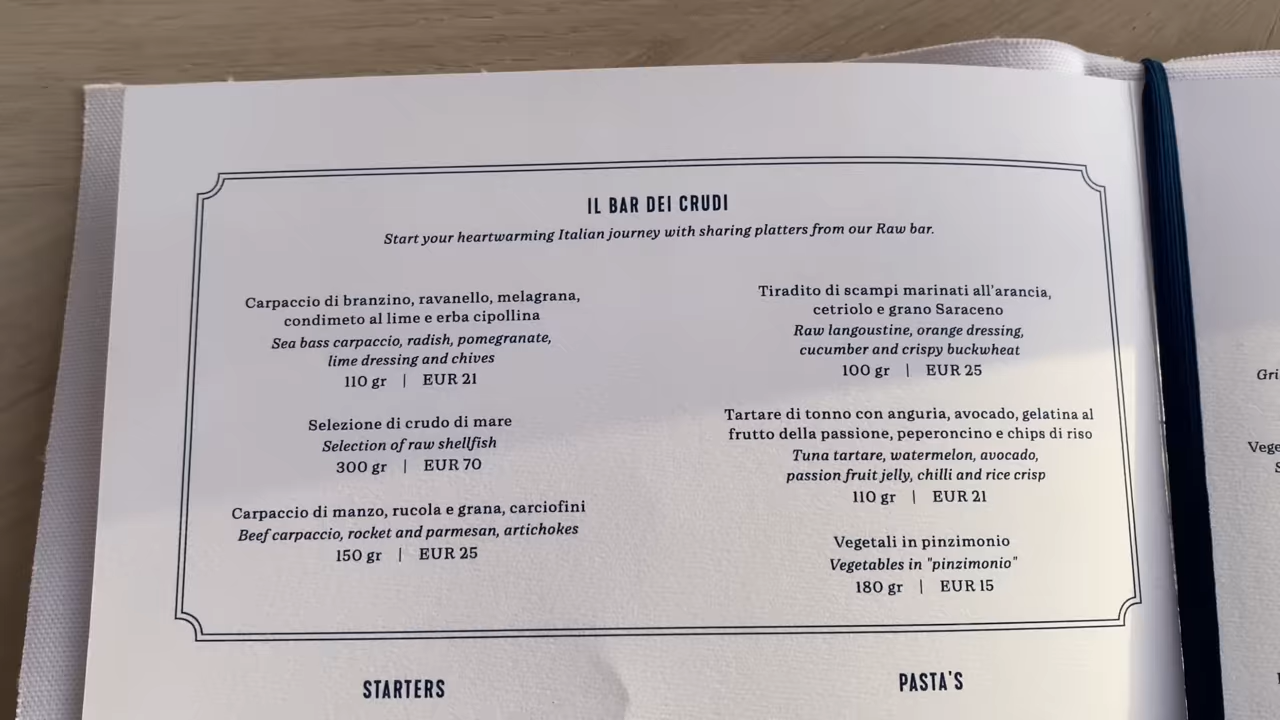 IL BAR DEI CRUDI
Start your heartwarming Italian journey with sharing platters from our Raw bar.
Carpaccio di branzino, ravanello, melagrana,
condimeto al lime e erba cipollina
Sea bass carpaccio, radish, pomegranate,
lime dressing and chives
110 gr | EUR 21
Selezione di crudo di mare
Selection of raw shellfish
300 gr | EUR 70
Carpaccio di manzo, rucola e grana, carciofini
Beef carpaccio, rocket and parmesan, artichokes
150 gr | EUR 25
Tiradito di scampi marinati all'arancia,
cetriolo e grano Saraceno
Raw langoustine, orange dressing,
cucumber and crispy buckwheat
100 gr | EUR 25
Tartare di tonno con anguria, avocado, gelatina al
frutto della passione, peperoncino e chips di riso
Tuna tartare, watermelon, avocado,
passion fruit jelly, chilli and rice crisp
110 gr | EUR 21
Vegetali in pinzimonio
Vegetables in "pinzimonio"
180 gr | EUR 15
STARTERS
PASTA'S